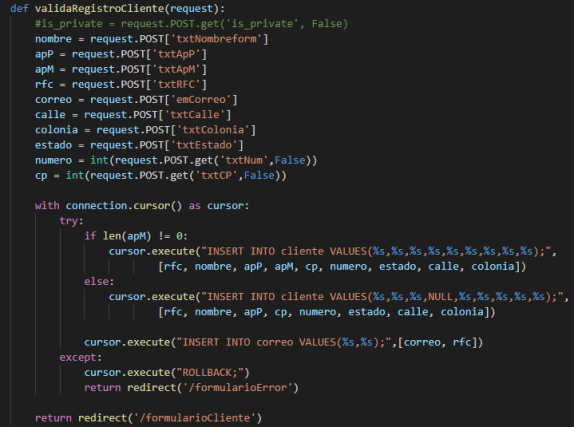 def validaRegistroCliente(request):
    #is_private = request.POST.get('is_private', False)
    nombre = request.POST['txtNombreform']
    apP = request.POST['txtApP']
    apM = request.POST['txtApM']
    rfc = request.POST['txtRFC']
    correo = request.POST['emCorreo']
    calle = request.POST['txtCalle']
    colonia = request.POST['txtColonia']
    estado = request.POST['txtEstado']
    numero = int(request.POST.get('txtNum',False))
    cp = int(request.POST.get('txtCP',False))

    with connection.cursor() as cursor:
        try:
            if len(apM) != 0:
                cursor.execute("INSERT INTO cliente VALUES(%s,%s,%s,%s,%s,%s,%s,%s,%s);",
                        [rfc, nombre, apP, apM, cp, numero, estado, calle, colonia])
            else:
                cursor.execute("INSERT INTO cliente VALUES(%s,%s,%s,NULL,%s,%s,%s,%s,%s);",
                        [rfc, nombre, apP, cp, numero, estado, calle, colonia])

            cursor.execute("INSERT INTO correo VALUES(%s,%s);",[correo, rfc])
        except:
            cursor.execute("ROLLBACK;")
            return redirect('/formularioError')

    return redirect('/formularioCliente')